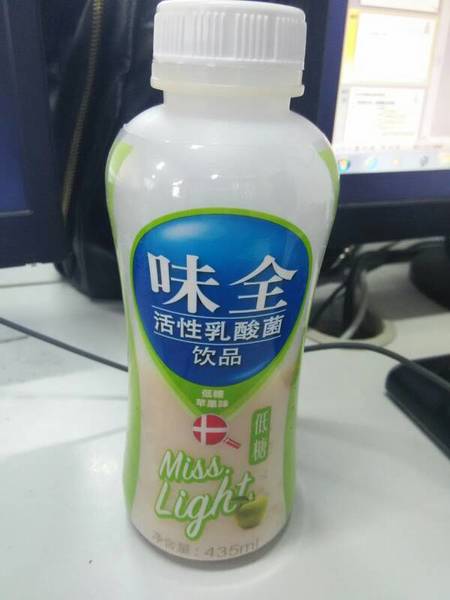 味全
活性乳酸菌
饮品
低糖
苹果味
低糖
Miss.
Light
净含量:435ml